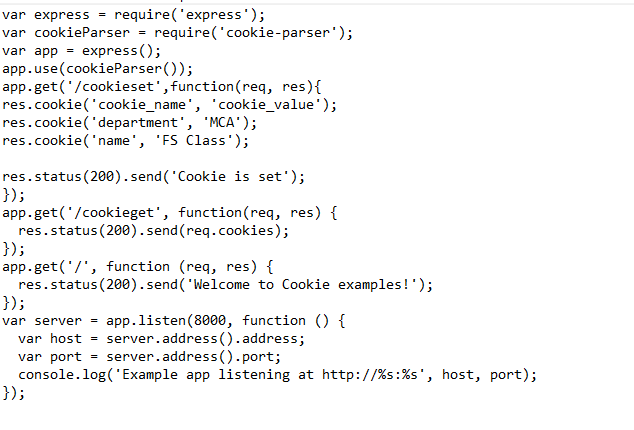 var express = require('express');
var cookieParser = require('cookie-parser');
var app = express();
app.use(cookieParser());
app.get('/cookieset',function(req, res){
res.cookie('cookie_name', 'cookie_value');
res.cookie('department', 'MCA');
res.cookie('name', 'FS Class');

res.status(200).send('Cookie is set');
});
app.get('/cookieget', function(req, res) {
  res.status(200).send(req.cookies);
});
app.get('/', function (req, res) {
  res.status(200).send('Welcome to Cookie examples!');
});
var server = app.listen(8000, function () {
  var host = server.address().address;
  var port = server.address().port;
  console.log('Example app listening at http://%s:%s', host, port);
});